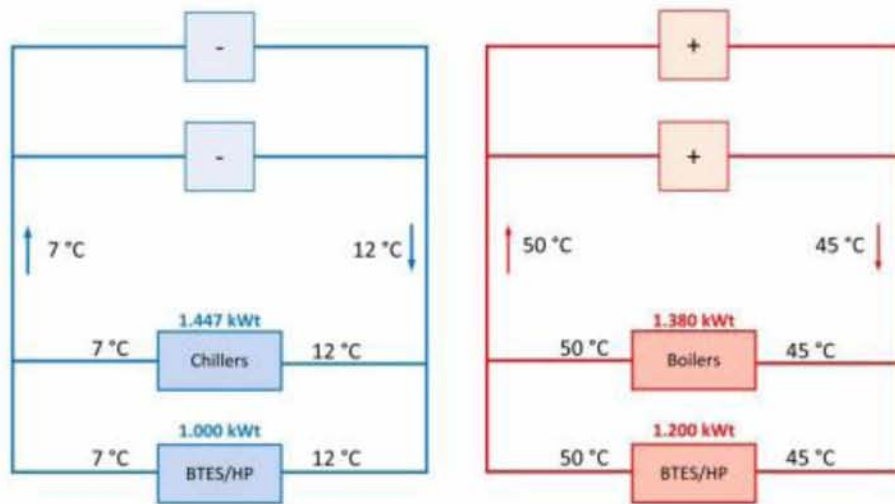 -
-
7 °C
12 °C
1.447 kWt
7 °C
Chillers
12 °C
1.000 kWt
7 °C
BTES/HP
12 °C
+
+
50 °C
45 °C
1.380 kWt
50 °C
Boilers
45 °C
1.200 kWt
50 °C
BTES/HP
45 °C